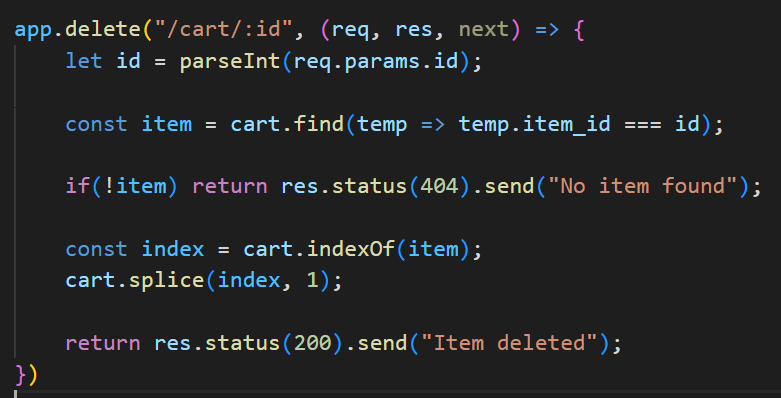 app.delete("/cart/:id", (req, res, next) => {
let id = parseInt(req.params.id);
const item = cart.find(temp => temp.item_id === id);
if(!item) return res.status(404).send("No item found");
const index = cart.indexOf(item);
cart.splice(index, 1);
return res.status(200).send("Item deleted");
})